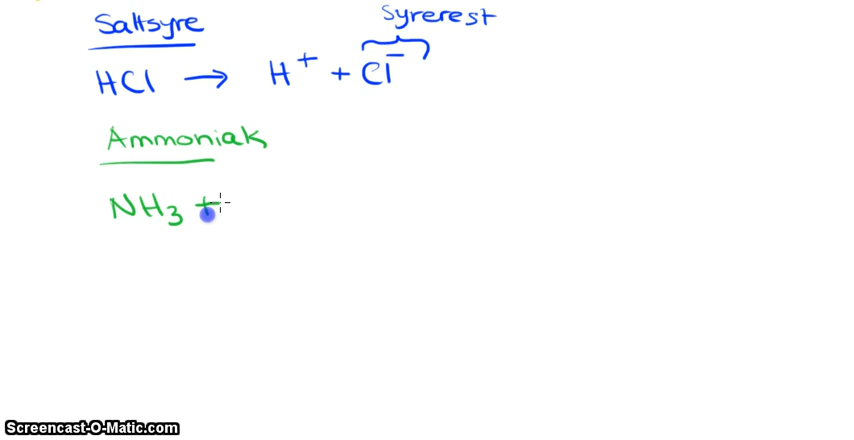 Saltsyre
Syrerest
HCl → H⁺ + Cl⁻
Ammoniak
NH₃ +
Screencast-O-Matic.com